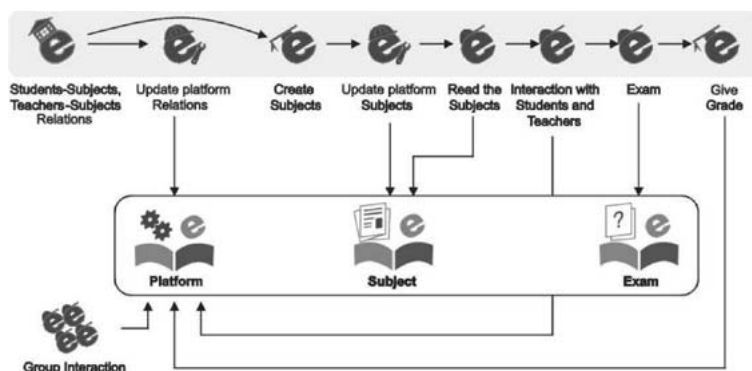 Students-Subjects,
Teachers-Subjects
Relations
Update platform
Relations
Create
Subjects
Update platform
Subjects
Read the
Subjects
Interaction with
Students and
Teachers
Exam
Give
Grade
?
Platform
Subject
Exam
Group Interaction